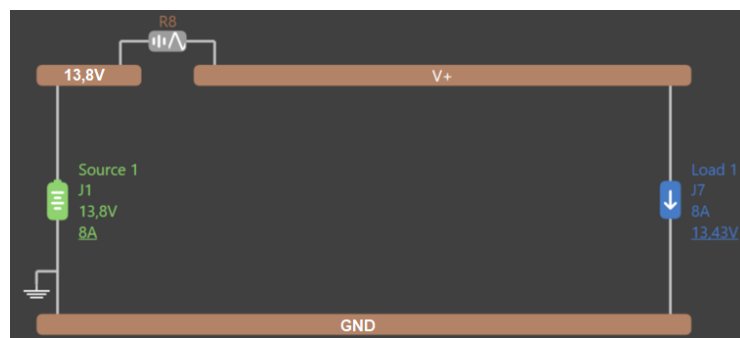 R8
13,8V
V+
Source 1
J1
13,8V
8A
Load 1
J7
8A
13,43V
GND